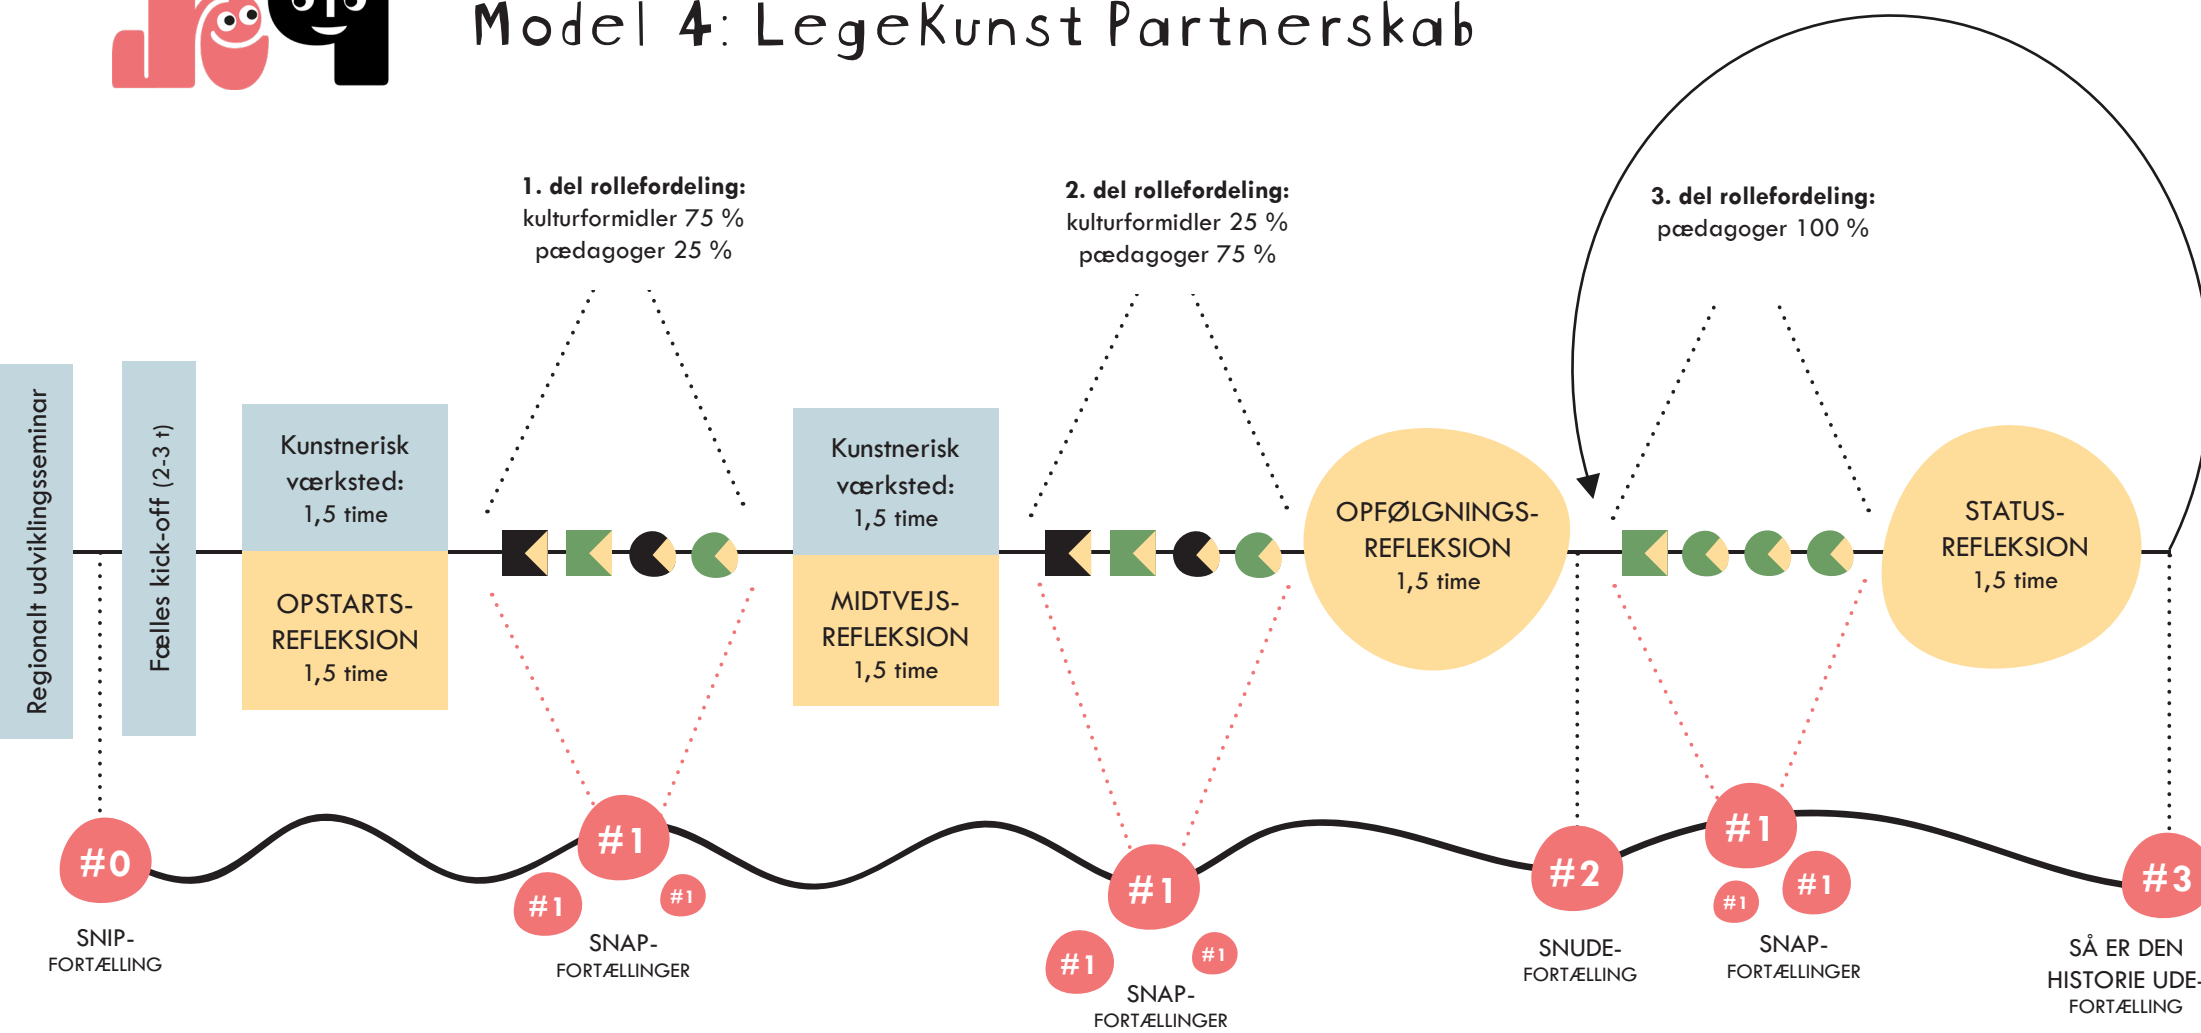 Model 4: LegeKunst Partnerskab
1. del rollefordeling:
kulturformidler 75 %
pædagoger 25 %
2. del rollefordeling:
kulturformidler 25 %
pædagoger 75 %
3. del rollefordeling:
pædagoger 100 %
Regionalt udviklingsseminar
Fælles kick-off (2-3 t)
Kunstnerisk
værksted:
1,5 time
OPSTARTS-
REFLEKSION
1,5 time
Kunstnerisk
værksted:
1,5 time
MIDTVEJS-
REFLEKSION
1,5 time
OPFØLGNINGS-
REFLEKSION
1,5 time
STATUS-
REFLEKSION
1,5 time
#0
SNIP-
FORTÆLLING
#1
#1
#1
SNAP-
FORTÆLLINGER
#1
#1
#1
SNAP-
FORTÆLLINGER
#2
SNUDE-
FORTÆLLING
#1
#1
#1
SNAP-
FORTÆLLINGER
#3
SÅ ER DEN
HISTORIE UDE-
FORTÆLLING